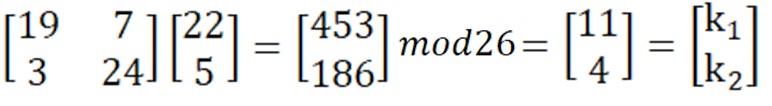 [19 7 3 24] [22 5] = [453 186] mod26 = [11 4] = [k₁ k₂]